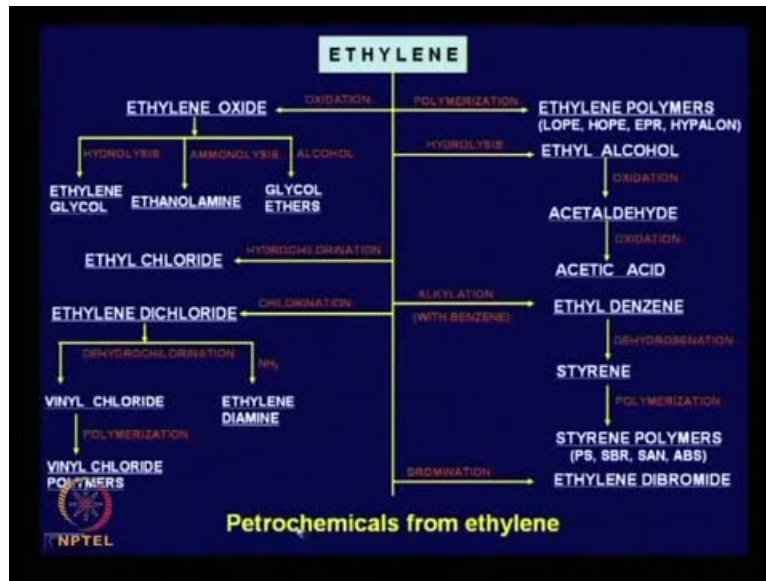 ETHYLENE
OXIDATION
POLYMERIZATION
ETHYLENE OXIDE
ETHYLENE POLYMERS
(LOPE, HOPE, EPR, HYPALON)
HYDROLYSIS
AMMONOLYSIS
ALCOHOL
HYDROLYSIS
ETHYL ALCOHOL
ETHYLENE
GLYCOL
ETHANOLAMINE
GLYCOL
ETHERS
OXIDATION
ACETALDEHYDE
OXIDATION
HYDROCHLORINATION
ETHYL CHLORIDE
ACETIC ACID
CHLORINATION
ALKYLATION
(WITH BENZENE)
ETHYLENE DICHLORIDE
ETHYL DENZENE
DEHYDROCHLORINATION
NH3
DEHYDROSENATION
STYRENE
VINYL CHLORIDE
ETHYLENE
DIAMINE
POLYMERIZATION
POLYMERIZATION
STYRENE POLYMERS
(PS, SBR, SAN, ABS)
VINYL CHLORIDE
POLYMERS
BROMINATION
ETHYLENE DIBROMIDE
Petrochemicals from ethylene
NPTEL